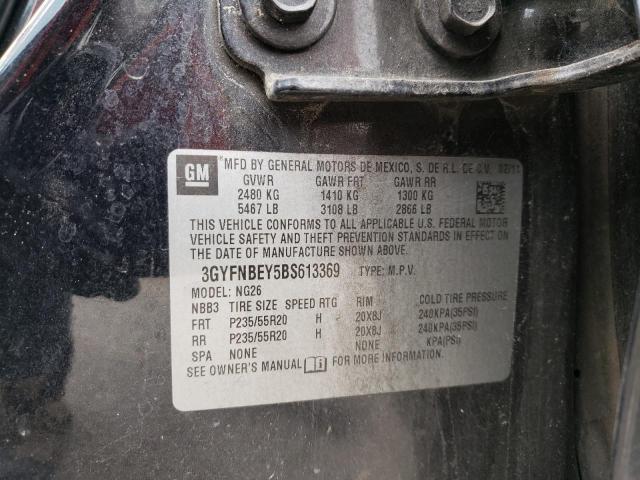 GM
MFD BY GENERAL MOTORS DE MEXICO, S. DE R.L. DE C.V. 02/11
GVWR GAWR FRT GAWR RR
2480 KG 1410 KG 1300 KG
5467 LB 3108 LB 2866 LB
THIS VEHICLE CONFORMS TO ALL APPLICABLE U.S. FEDERAL MOTOR
VEHICLE SAFETY AND THEFT PREVENTION STANDARDS IN EFFECT ON
THE DATE OF MANUFACTURE SHOWN ABOVE.
3GYFNBEY5BS613369 TYPE: M.P.V.
MODEL: NG26
NBB3 TIRE SIZE SPEED RTG RIM COLD TIRE PRESSURE
FRT P235/55R20 H 20X8J 240KPA(35PSI)
RR P235/55R20 H 20X8J 240KPA(35PSI)
SPA NONE NONE KPA(PSI)
SEE OWNER'S MANUAL FOR MORE INFORMATION.